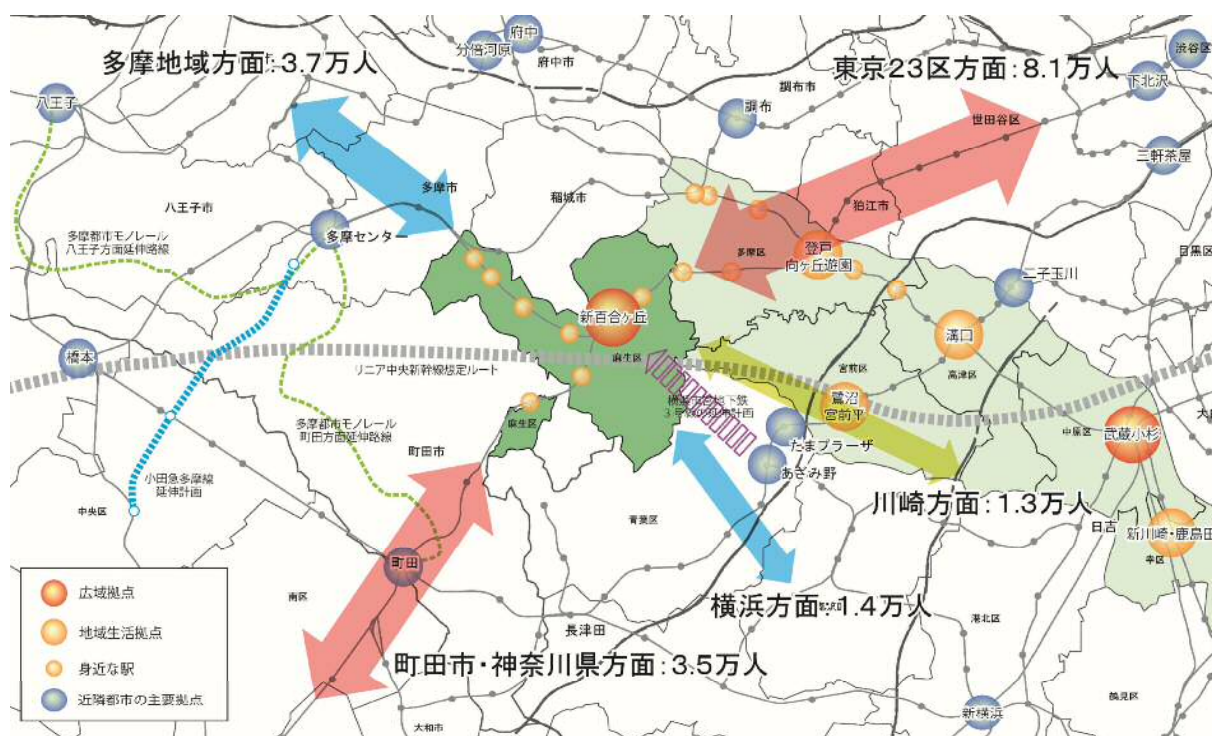 多摩地域方面:3.7万人
分倍河原
府中
府中市
東京23区方面:8.1万人
渋谷区
下北沢
調布市
調布
八王子
世田谷区
三軒茶屋
多摩市
稲城市
狛江市
八王子市
多摩センター
多摩都市モノレール
八王子方面延伸路線
多摩区
登戸
向ヶ丘遊園
目黒区
二子玉川
新百合ヶ丘
溝口
橋本
麻生区
リニア中央新幹線想定ルート
宮前区
高津区
鷺沼
宮前平
横浜市営地下鉄
3号線の延伸計画
多摩都市モノレール
町田方面延伸路線
麻生区
中原区
武蔵小杉
たまプラーザ
あざみ野
町田市
小田急多摩線
延伸計画
中央区
川崎方面:1.3万人
青葉区
日吉
新川崎・鹿島田
幸区
町田
横浜方面:1.4万人
南区
長津田
港北区
町田市・神奈川県方面:3.5万人
鶴見区
新横浜
大和市
広域拠点
地域生活拠点
身近な駅
近隣都市の主要拠点